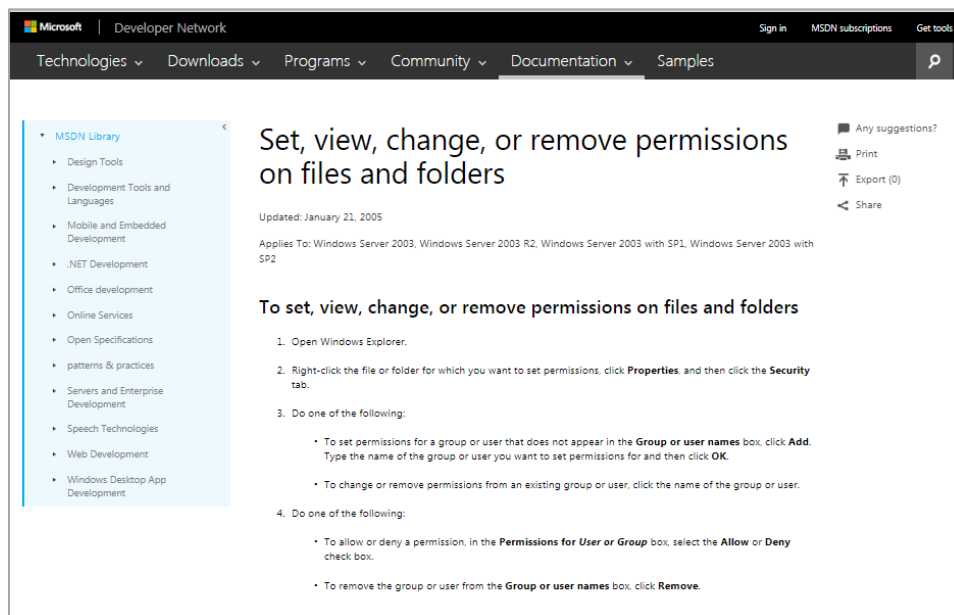 Microsoft Developer Network
Sign in MSDN subscriptions Get tools
Technologies Downloads Programs Community Documentation Samples
MSDN Library
Design Tools
Development Tools and
Languages
Mobile and Embedded
Development
.NET Development
Office development
Online Services
Open Specifications
patterns & practices
Servers and Enterprise
Development
Speech Technologies
Web Development
Windows Desktop App
Development
Set, view, change, or remove permissions
on files and folders
Updated: January 21, 2005
Applies To: Windows Server 2003, Windows Server 2003 R2, Windows Server 2003 with SP1, Windows Server 2003 with
SP2
To set, view, change, or remove permissions on files and folders
1. Open Windows Explorer.
2. Right-click the file or folder for which you want to set permissions, click Properties, and then click the Security
tab.
3. Do one of the following:
• To set permissions for a group or user that does not appear in the Group or user names box, click Add.
Type the name of the group or user you want to set permissions for and then click OK.
• To change or remove permissions from an existing group or user, click the name of the group or user.
4. Do one of the following:
• To allow or deny a permission, in the Permissions for User or Group box, select the Allow or Deny
check box.
• To remove the group or user from the Group or user names box, click Remove.
Any suggestions?
Print
Export (0)
Share